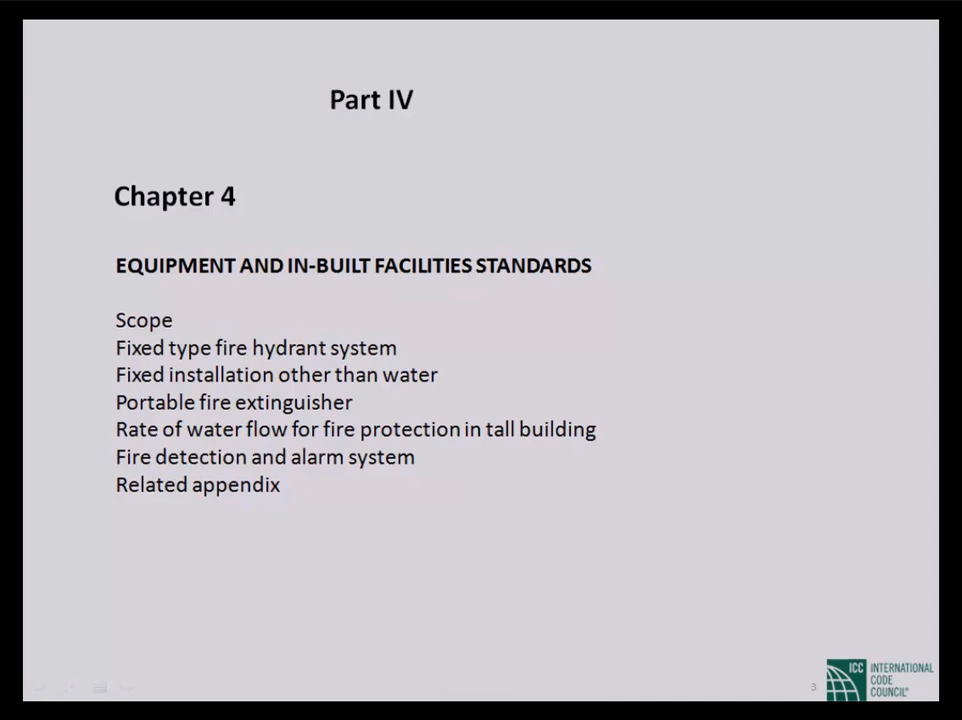 Part IV
Chapter 4
EQUIPMENT AND IN-BUILT FACILITIES STANDARDS
Scope
Fixed type fire hydrant system
Fixed installation other than water
Portable fire extinguisher
Rate of water flow for fire protection in tall building
Fire detection and alarm system
Related appendix
3
ICC INTERNATIONAL
CODE
COUNCIL®